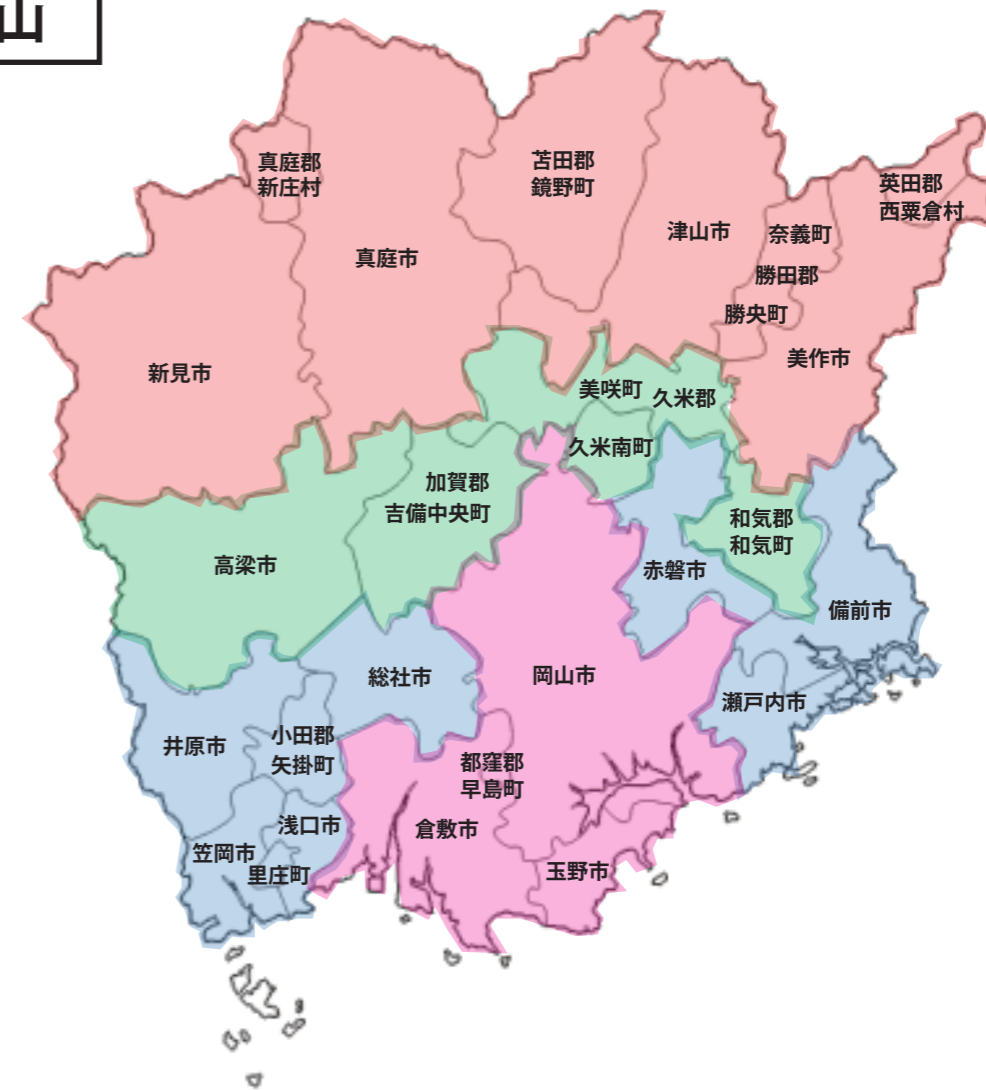 山
真庭郡
新庄村
苫田郡
鏡野町
英田郡
西粟倉村
津山市
奈義町
真庭市
勝田郡
勝央町
美作市
新見市
美咲町
久米郡
久米南町
加賀郡
吉備中央町
和気郡
和気町
高梁市
赤磐市
備前市
総社市
岡山市
瀬戸内市
井原市
小田郡
矢掛町
都窪郡
早島町
浅口市
倉敷市
笠岡市
里庄町
玉野市